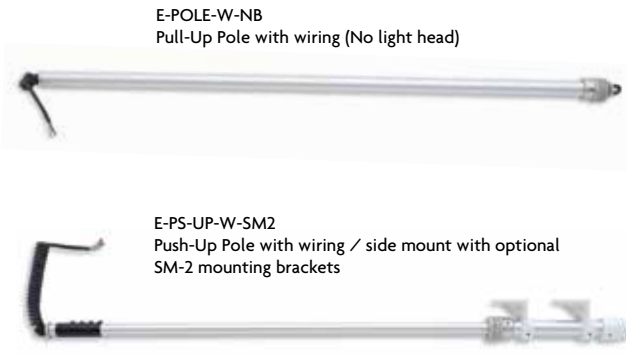 E-POLE-W-NB
Pull-Up Pole with wiring (No light head)
E-PS-UP-W-SM2
Push-Up Pole with wiring / side mount with optional
SM-2 mounting brackets